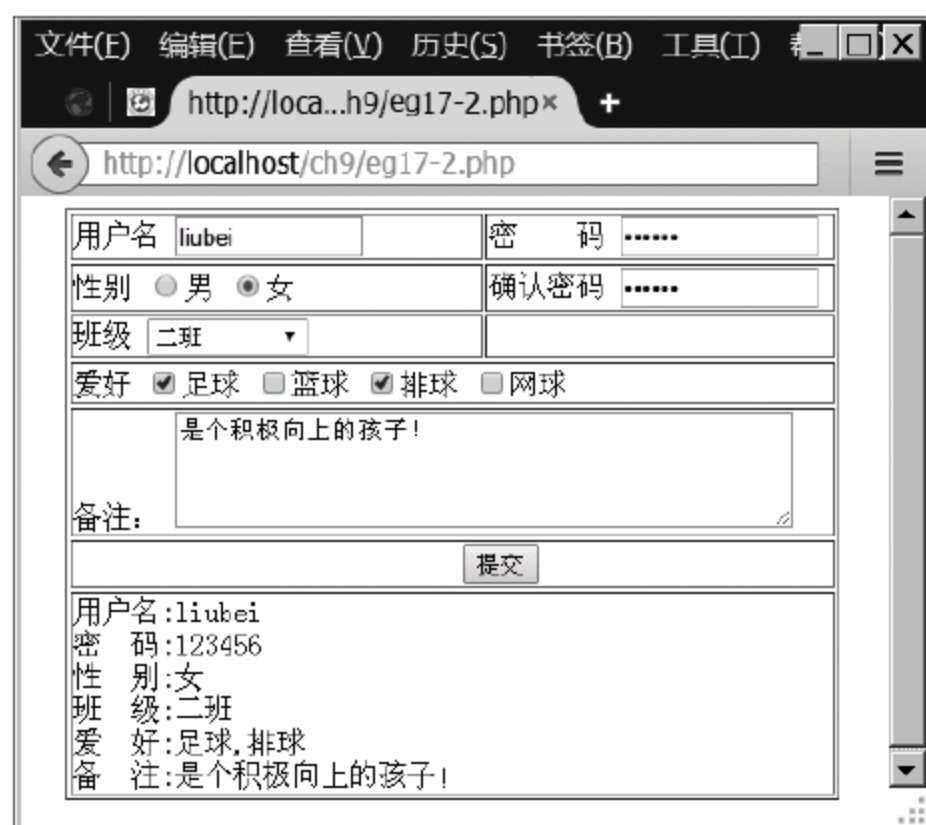 文件(F) 编辑(E) 查看(V) 历史(S) 书签(B) 工具(T)
http://loca...h9/eg17-2.php× +
http://localhost/ch9/eg17-2.php
用户名 liubei 密 码 ••••••
性别 男 女 确认密码 ••••••
班级 二班
爱好 足球 篮球 排球 网球
是个积极向上的孩子!
备注:
提交
用户名:liubei
密 码:123456
性 别:女
班 级:二班
爱 好:足球,排球
备 注:是个积极向上的孩子!